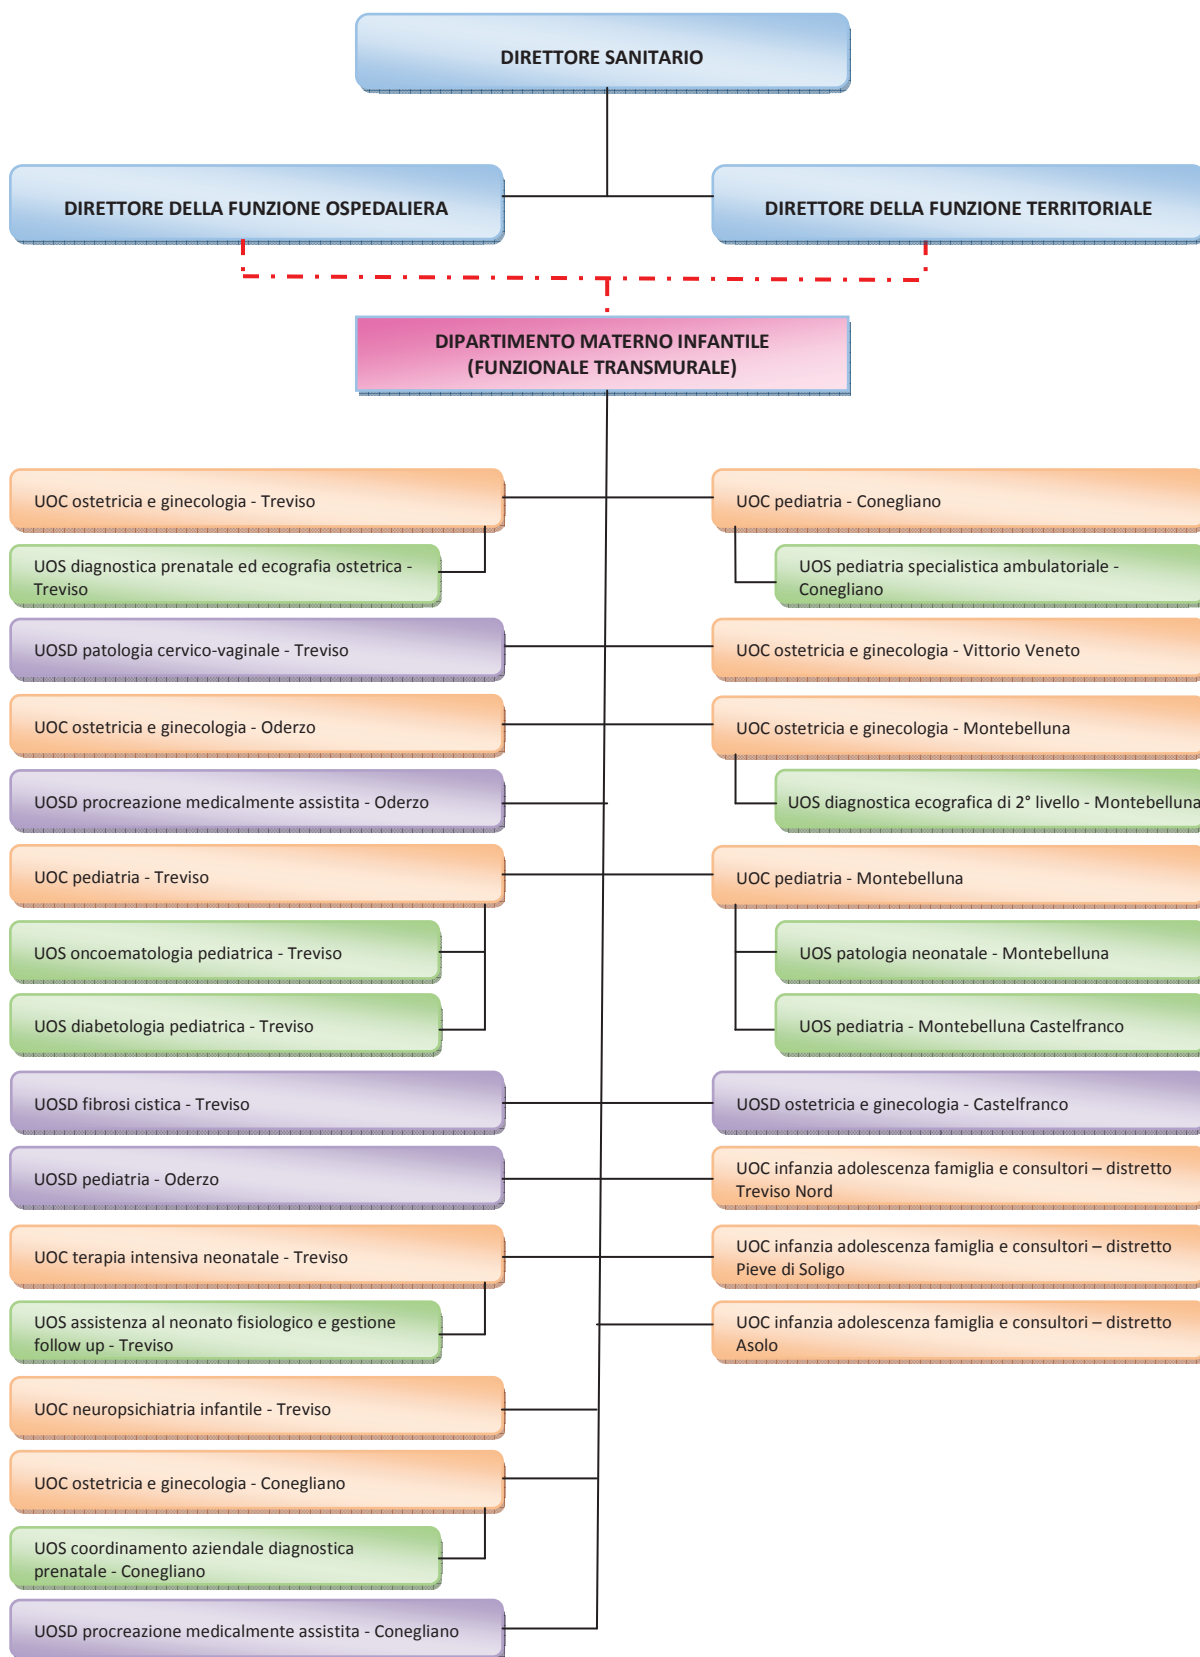 DIRETTORE SANITARIO
DIRETTORE DELLA FUNZIONE OSPEDALIERA
DIRETTORE DELLA FUNZIONE TERRITORIALE
DIPARTIMENTO MATERNO INFANTILE
(FUNZIONALE TRANSMURALE)
UOC ostetricia e ginecologia - Treviso
UOS diagnostica prenatale ed ecografia ostetrica -
Treviso
UOSD patologia cervico-vaginale - Treviso
UOC ostetricia e ginecologia - Oderzo
UOSD procreazione medicalmente assistita - Oderzo
UOC pediatria - Treviso
UOS oncoematologia pediatrica - Treviso
UOS diabetologia pediatrica - Treviso
UOSD fibrosi cistica - Treviso
UOSD pediatria - Oderzo
UOC terapia intensiva neonatale - Treviso
UOS assistenza al neonato fisiologico e gestione
follow up - Treviso
UOC neuropsichiatria infantile - Treviso
UOC ostetricia e ginecologia - Conegliano
UOS coordinamento aziendale diagnostica
prenatale - Conegliano
UOSD procreazione medicalmente assistita - Conegliano
UOC pediatria - Conegliano
UOS pediatria specialistica ambulatoriale -
Conegliano
UOC ostetricia e ginecologia - Vittorio Veneto
UOC ostetricia e ginecologia - Montebelluna
UOS diagnostica ecografica di 2° livello - Montebelluna
UOC pediatria - Montebelluna
UOS patologia neonatale - Montebelluna
UOS pediatria - Montebelluna Castelfranco
UOSD ostetricia e ginecologia - Castelfranco
UOC infanzia adolescenza famiglia e consultori – distretto
Treviso Nord
UOC infanzia adolescenza famiglia e consultori – distretto
Pieve di Soligo
UOC infanzia adolescenza famiglia e consultori – distretto
Asolo